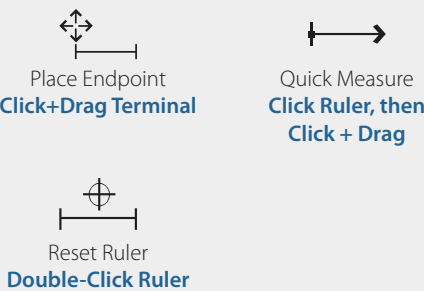 Place Endpoint
Click+Drag Terminal
Quick Measure
Click Ruler, then
Click + Drag
Reset Ruler
Double-Click Ruler